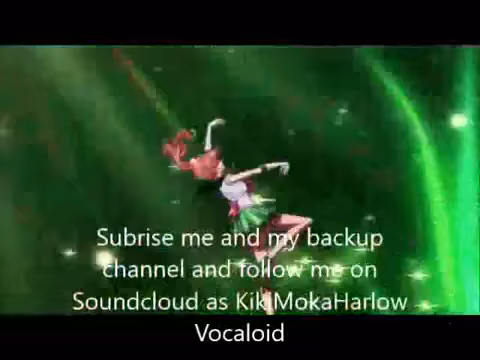 Subrise me and my backup
channel and follow me on
Soundcloud as KikiMokaHarlow
Vocaloid